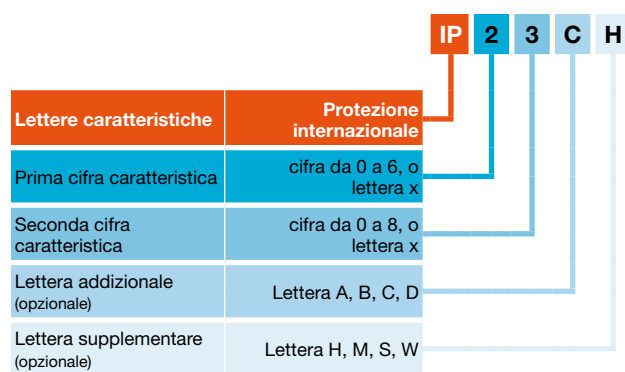 IP 2 3 C H
Lettere caratteristiche
Protezione
internazionale
Prima cifra caratteristica
cifra da 0 a 6, o
lettera x
Seconda cifra
caratteristica
cifra da 0 a 8, o
lettera x
Lettera addizionale
(opzionale)
Lettera A, B, C, D
Lettera supplementare
(opzionale)
Lettera H, M, S, W